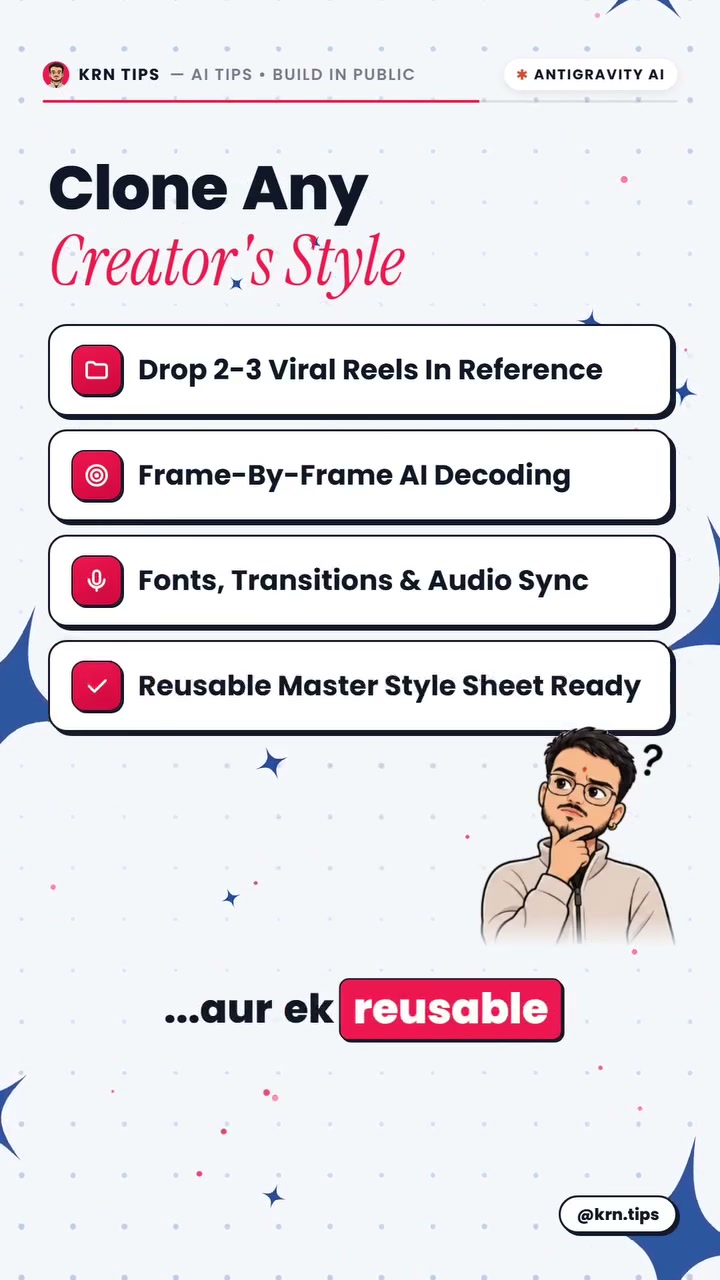 KRN TIPS — AI TIPS • BUILD IN PUBLIC
✱ ANTIGRAVITY AI
Clone Any
Creator's Style
Drop 2-3 Viral Reels In Reference
Frame-By-Frame AI Decoding
Fonts, Transitions & Audio Sync
Reusable Master Style Sheet Ready
?
...aur ek reusable
@krn.tips